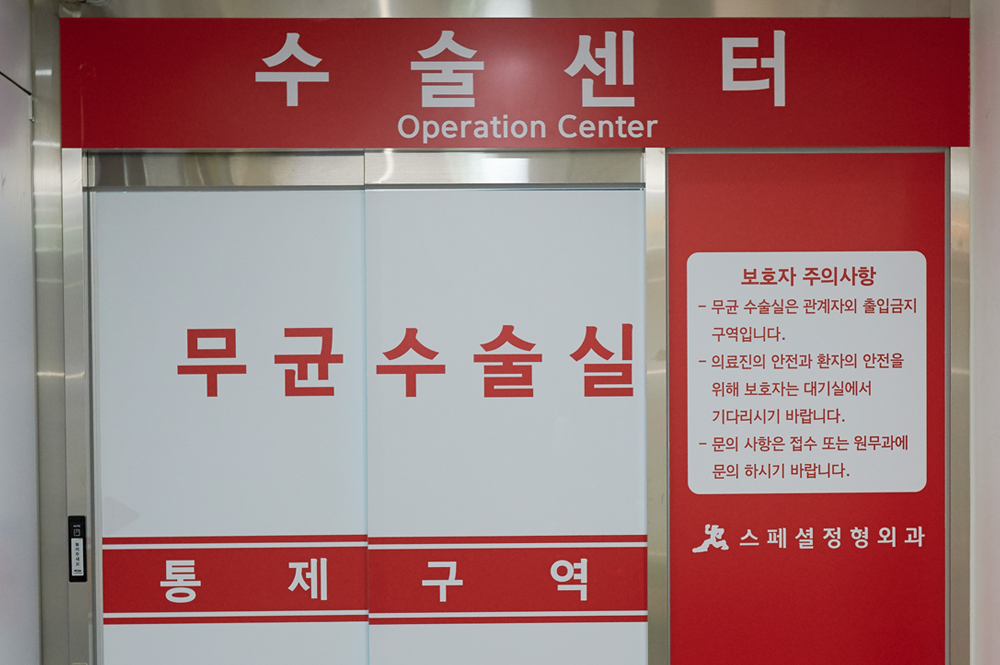 수술센터
Operation Center
무균 수술실
통제구역
보호자 주의사항
- 무균 수술실은 관계자외 출입금지
구역입니다.
- 의료진의 안전과 환자의 안전을
위해 보호자는 대기실에서
기다리시기 바랍니다.
- 문의 사항은 접수 또는 원무과에
문의 하시기 바랍니다.
스페셜정형외과